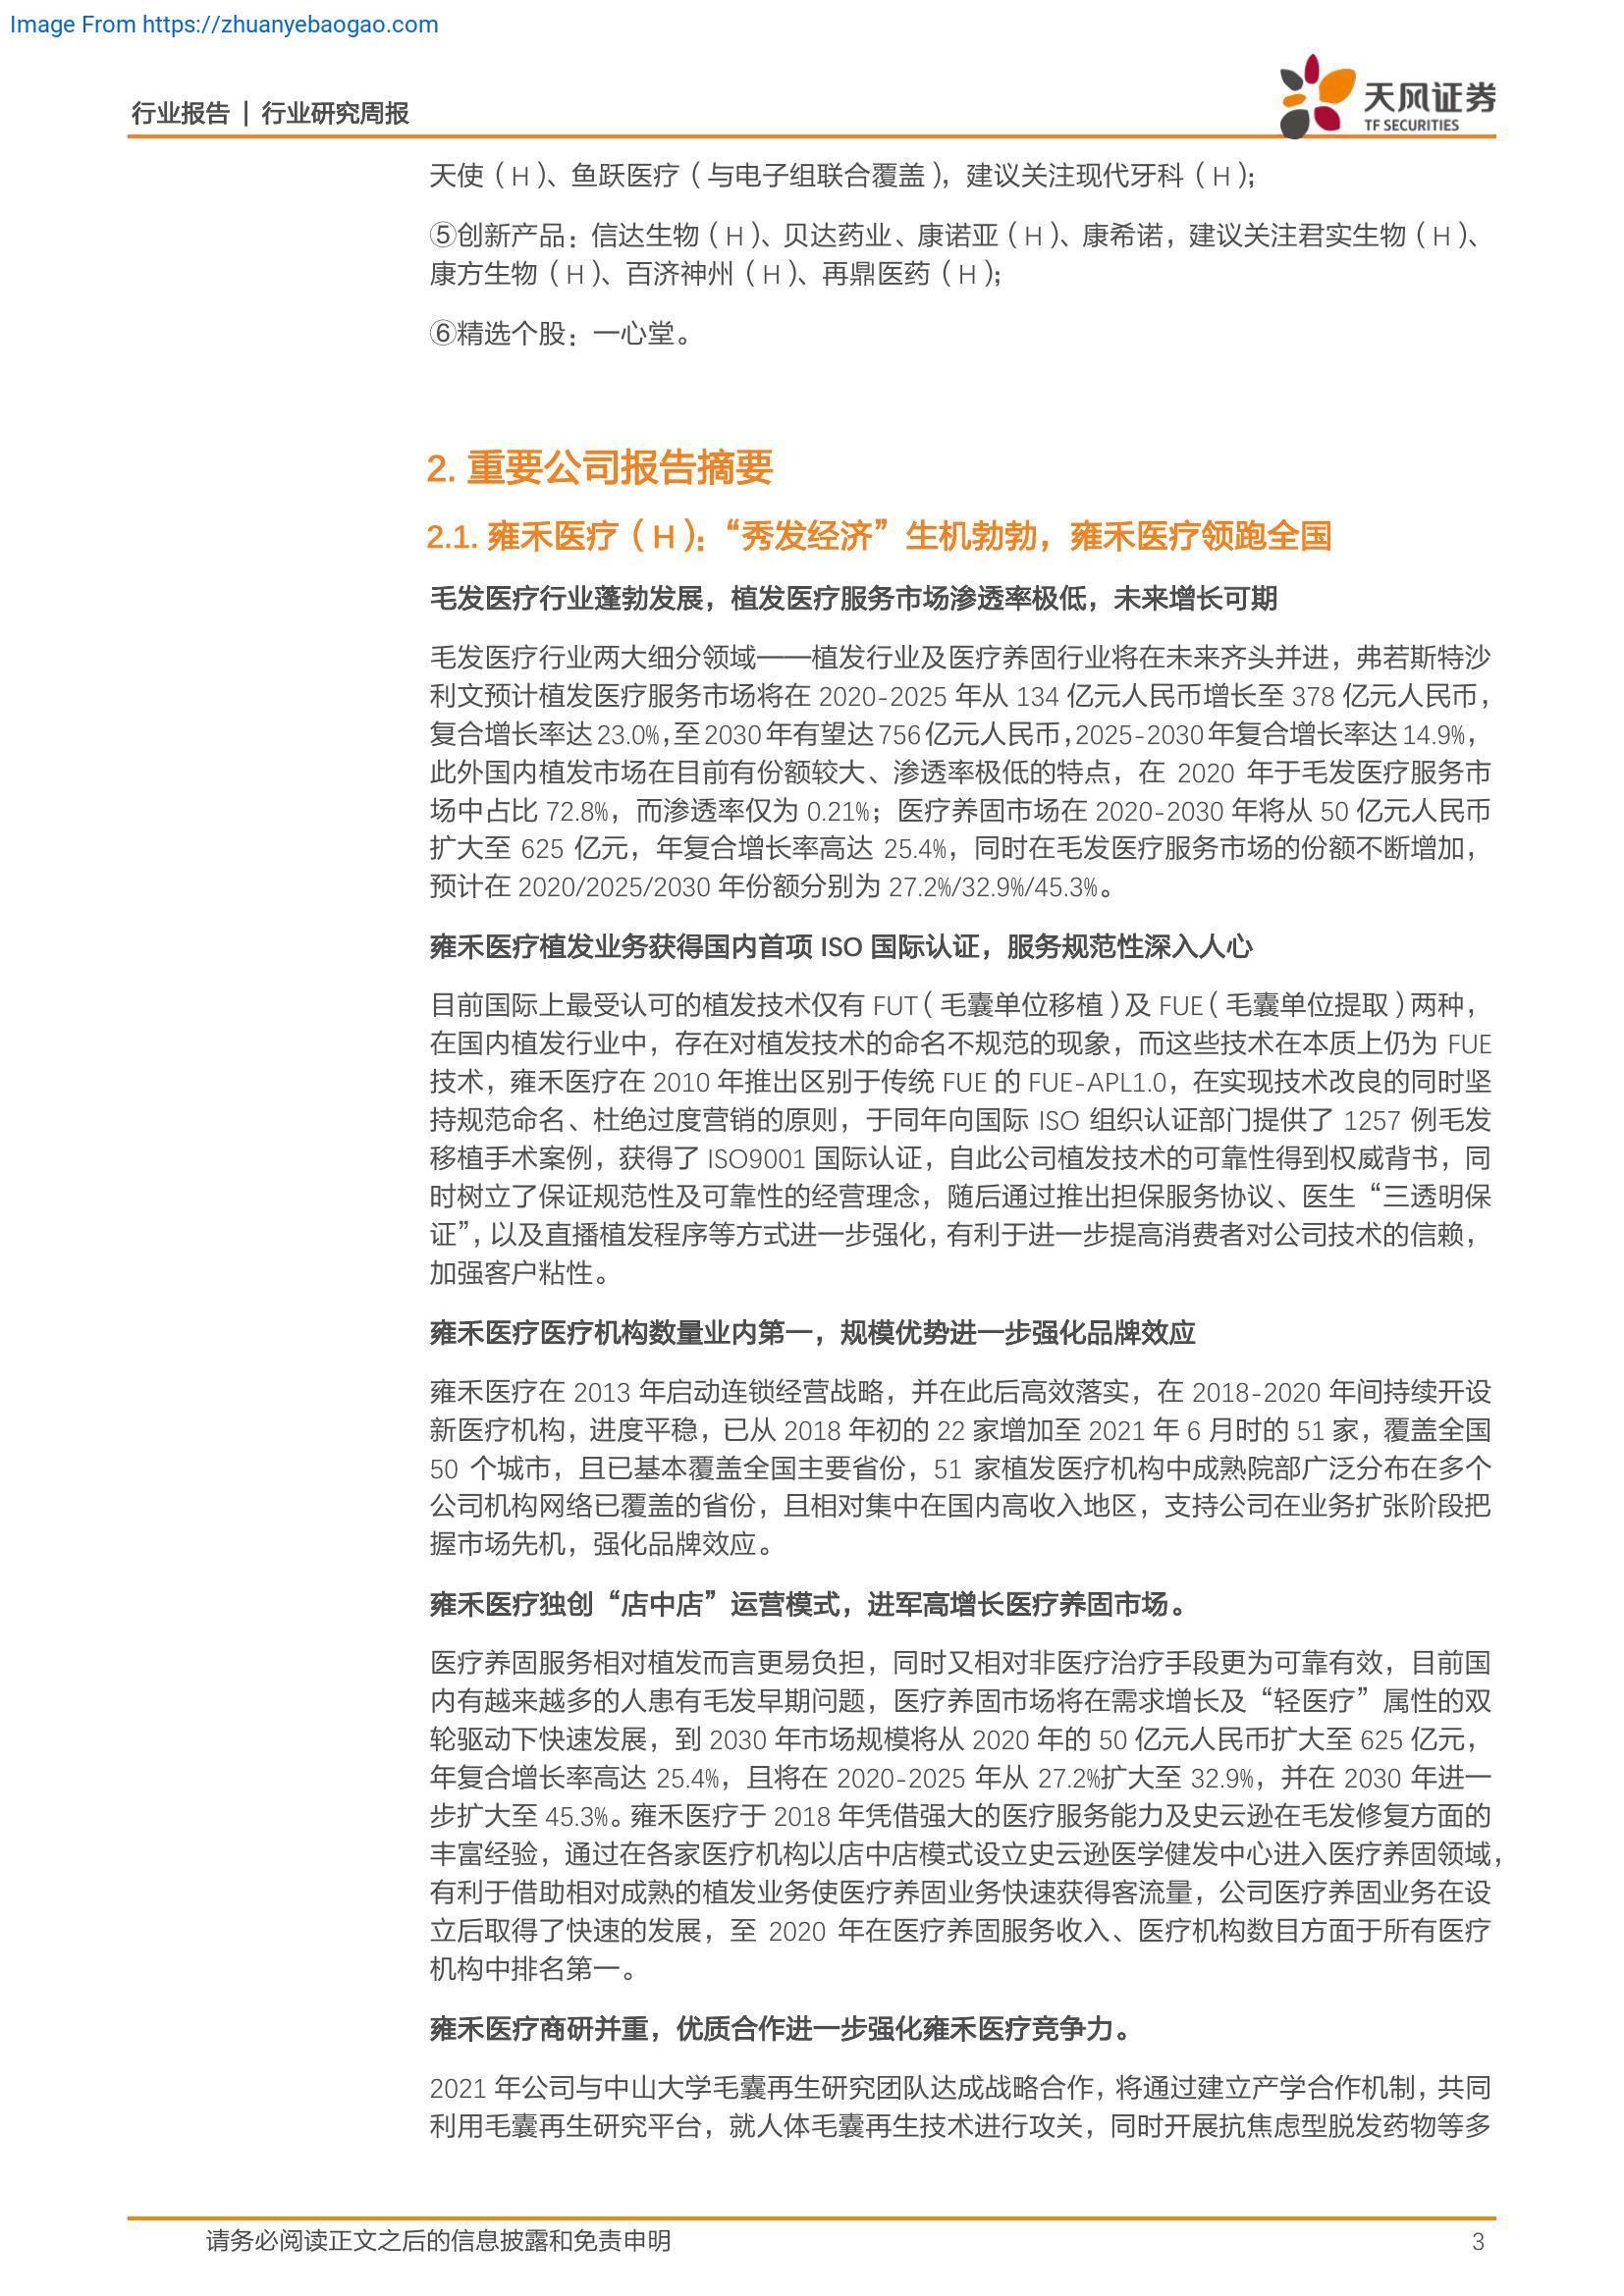 Image From https://zhuanyebaogao.com
行业报告 | 行业研究周报
天风证券
TF SECURITIES
天使（H）、鱼跃医疗（与电子组联合覆盖），建议关注现代牙科（H）；
⑤创新产品：信达生物（H）、贝达药业、康诺亚（H）、康希诺，建议关注君实生物（H）、
康方生物（H）、百济神州（H）、再鼎医药（H）；
⑥精选个股：一心堂。
2. 重要公司报告摘要
2.1. 雍禾医疗（H）：“秀发经济”生机勃勃，雍禾医疗领跑全国
毛发医疗行业蓬勃发展，植发医疗服务市场渗透率极低，未来增长可期
毛发医疗行业两大细分领域——植发行业及医疗养固行业将在未来齐头并进，弗若斯特沙
利文预计植发医疗服务市场将在 2020-2025 年从 134 亿元人民币增长至 378 亿元人民币，
复合增长率达 23.0%，至 2030 年有望达 756 亿元人民币，2025-2030 年复合增长率达 14.9%，
此外国内植发市场在目前有份额较大、渗透率极低的特点，在 2020 年于毛发医疗服务市
场中占比 72.8%，而渗透率仅为 0.21%；医疗养固市场在 2020-2030 年将从 50 亿元人民币
扩大至 625 亿元，年复合增长率高达 25.4%，同时在毛发医疗服务市场的份额不断增加，
预计在 2020/2025/2030 年份额分别为 27.2%/32.9%/45.3%。
雍禾医疗植发业务获得国内首项 ISO 国际认证，服务规范性深入人心
目前国际上最受认可的植发技术仅有 FUT（毛囊单位移植）及 FUE（毛囊单位提取）两种，
在国内植发行业中，存在对植发技术的命名不规范的现象，而这些技术在本质上仍为 FUE
技术，雍禾医疗在 2010 年推出区别于传统 FUE 的 FUE-APL1.0，在实现技术改良的同时坚
持规范命名、杜绝过度营销的原则，于同年向国际 ISO 组织认证部门提供了 1257 例毛发
移植手术案例，获得了 ISO9001 国际认证，自此公司植发技术的可靠性得到权威背书，同
时树立了保证规范性及可靠性的经营理念，随后通过推出担保服务协议、医生“三透明保
证”，以及直播植发程序等方式进一步强化，有利于进一步提高消费者对公司技术的信赖，
加强客户粘性。
雍禾医疗医疗机构数量业内第一，规模优势进一步强化品牌效应
雍禾医疗在 2013 年启动连锁经营战略，并在此后高效落实，在 2018-2020 年间持续开设
新医疗机构，进度平稳，已从 2018 年初的 22 家增加至 2021 年 6 月时的 51 家，覆盖全国
50 个城市，且已基本覆盖全国主要省份，51 家植发医疗机构中成熟院部广泛分布在多个
公司机构网络已覆盖的省份，且相对集中在国内高收入地区，支持公司在业务扩张阶段把
握市场先机，强化品牌效应。
雍禾医疗独创“店中店”运营模式，进军高增长医疗养固市场。
医疗养固服务相对植发而言更易负担，同时又相对非医疗治疗手段更为可靠有效，目前国
内有越来越多的人患有毛发早期问题，医疗养固市场将在需求增长及“轻医疗”属性的双
轮驱动下快速发展，到 2030 年市场规模将从 2020 年的 50 亿元人民币扩大至 625 亿元，
年复合增长率高达 25.4%，且将在 2020-2025 年从 27.2%扩大至 32.9%，并在 2030 年进一
步扩大至 45.3%。雍禾医疗于 2018 年凭借强大的医疗服务能力及史云逊在毛发修复方面的
丰富经验，通过在各家医疗机构以店中店模式设立史云逊医学健发中心进入医疗养固领域，
有利于借助相对成熟的植发业务使医疗养固业务快速获得客流量，公司医疗养固业务在设
立后取得了快速的发展，至 2020 年在医疗养固服务收入、医疗机构数目方面于所有医疗
机构中排名第一。
雍禾医疗商研并重，优质合作进一步强化雍禾医疗竞争力。
2021 年公司与中山大学毛囊再生研究团队达成战略合作，将通过建立产学合作机制，共同
利用毛囊再生研究平台，就人体毛囊再生技术进行攻关，同时开展抗焦虑型脱发药物等多
请务必阅读正文之后的信息披露和免责申明
3